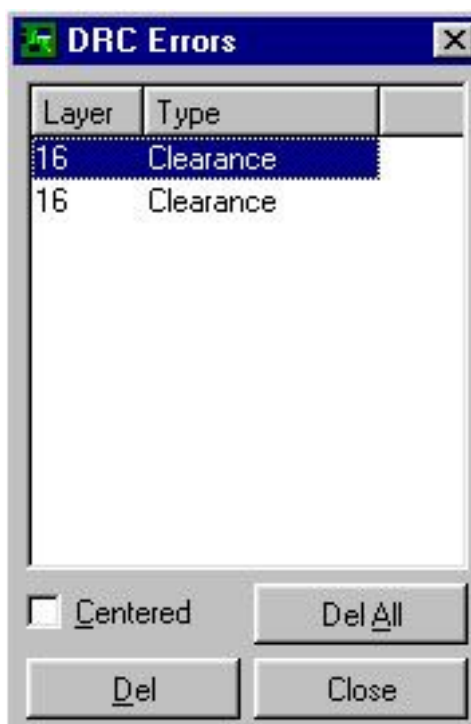 DRC Errors
Layer Type
16 Clearance
16 Clearance
Centered Del All
Del Close